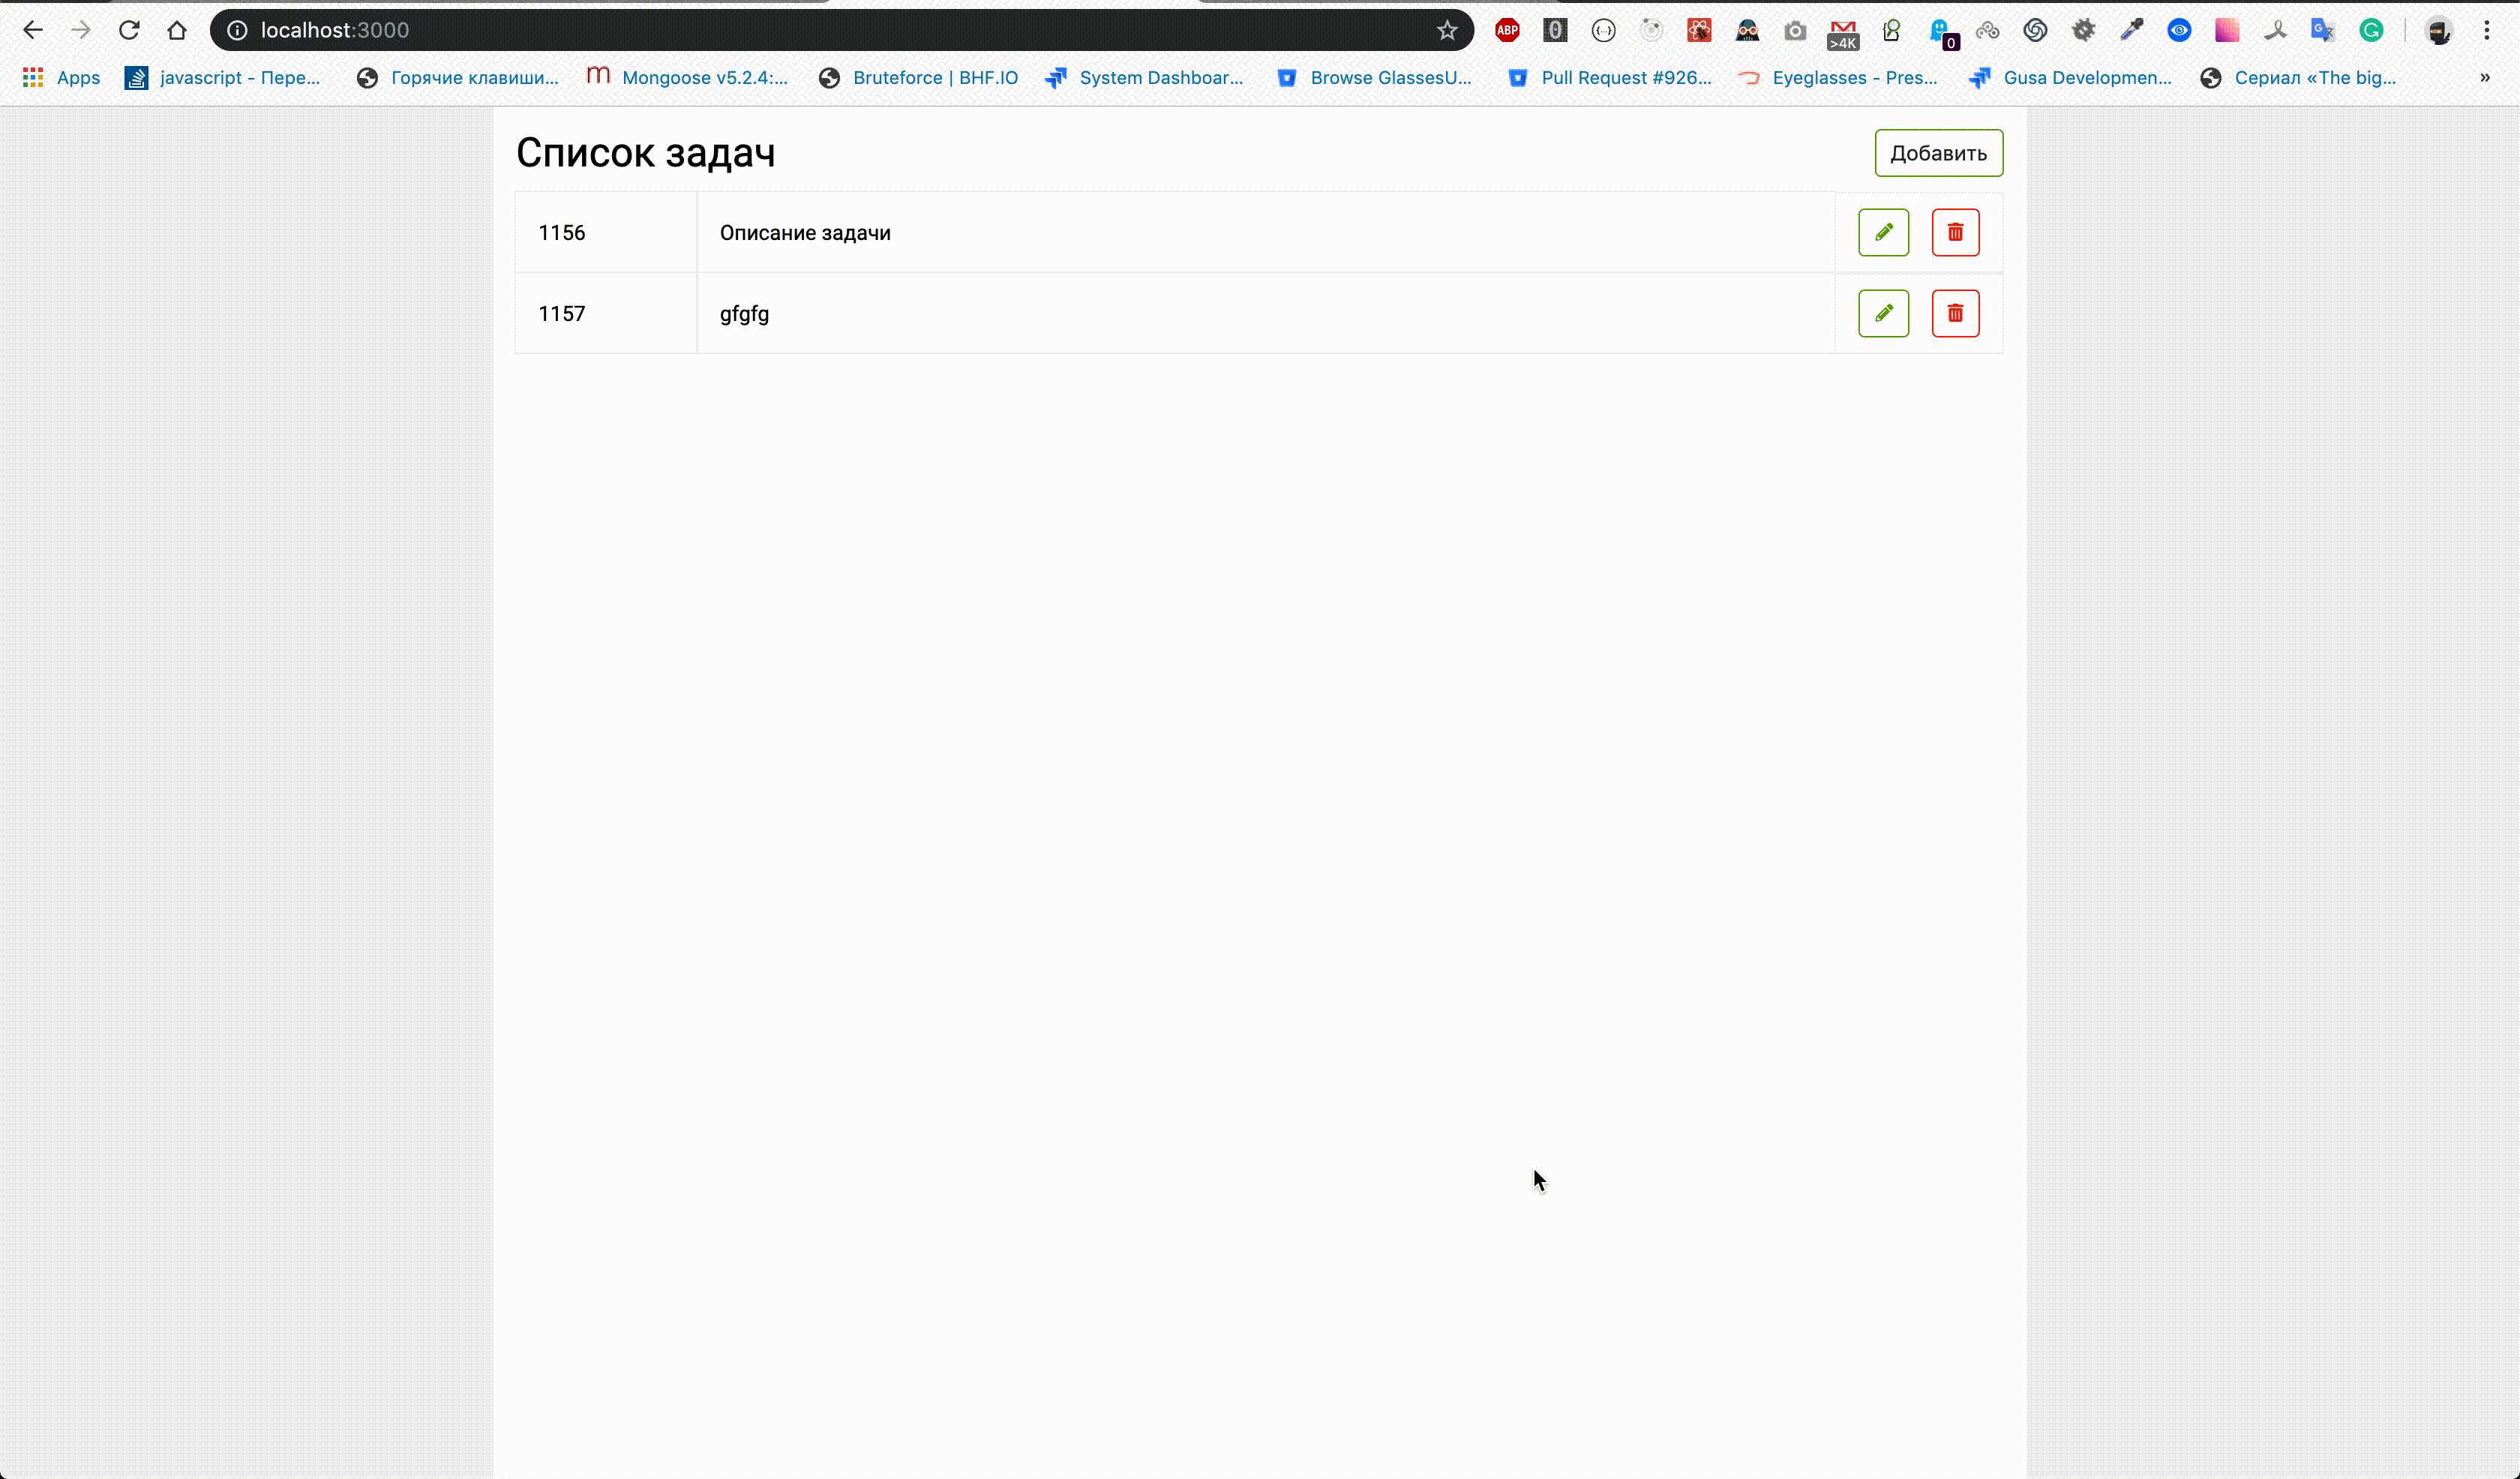 localhost:3000
ABP
0
{...}
>4K
0
G
Apps
javascript - Пере...
Горячие клавиши...
m
Mongoose v5.2.4:...
Bruteforce | BHF.IO
System Dashboar...
Browse GlassesU...
Pull Request #926...
Eyeglasses - Pres...
Gusa Developmen...
Сериал «The big...
»
Список задач
Добавить
1156 Описание задачи
1157 gfgfg